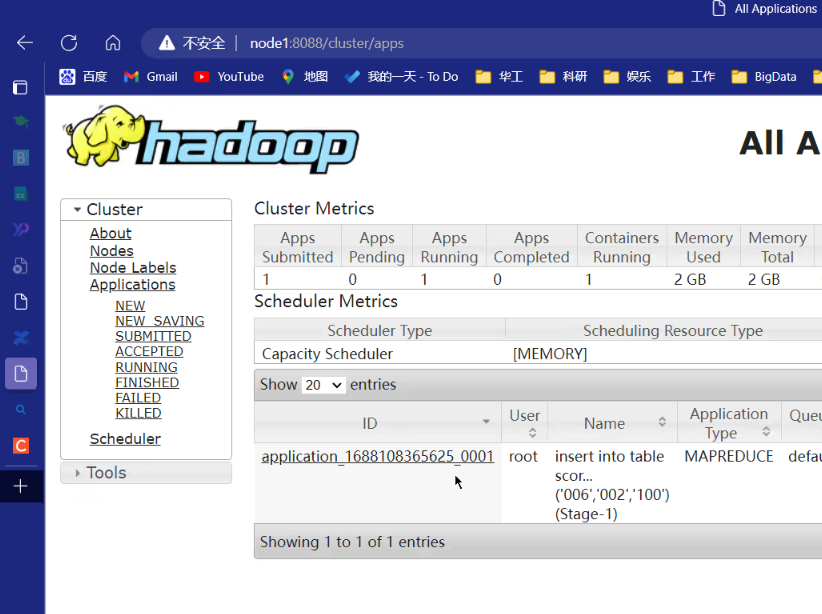 All Applications
不安全 | node1:8088/cluster/apps
百度 Gmail YouTube 地图 我的一天 - To Do 华工 科研 娱乐 工作 BigData
hadoop
All A
Cluster
About
Nodes
Node Labels
Applications
NEW
NEW_SAVING
SUBMITTED
ACCEPTED
RUNNING
FINISHED
FAILED
KILLED
Scheduler
Tools
Cluster Metrics
Apps Submitted Apps Pending Apps Running Apps Completed Containers Running Memory Used Memory Total
1 0 1 0 1 2 GB 2 GB
Scheduler Metrics
Scheduler Type Scheduling Resource Type
Capacity Scheduler [MEMORY]
Show 20 entries
ID User Name Application Type Queu
application_1688108365625_0001 root insert into table MAPREDUCE defau
scor...
('006','002','100')
(Stage-1)
Showing 1 to 1 of 1 entries